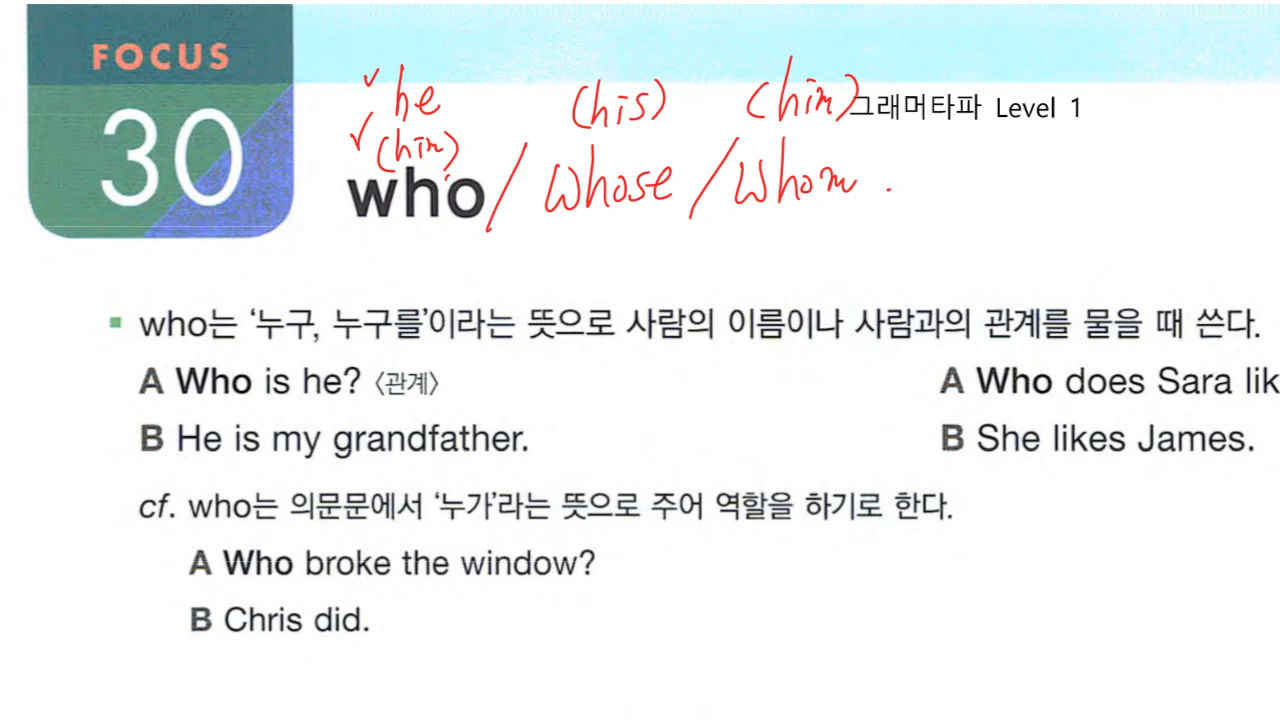 FOCUS
30
he (his) (him) 그래머타파 Level 1
(him)
who / whose / whom .
who는 '누구, 누구를'이라는 뜻으로 사람의 이름이나 사람과의 관계를 물을 때 쓴다.
A Who is he? 〈관계〉 A Who does Sara lik
B He is my grandfather. B She likes James.
cf. who는 의문문에서 '누가'라는 뜻으로 주어 역할을 하기로 한다.
A Who broke the window?
B Chris did.